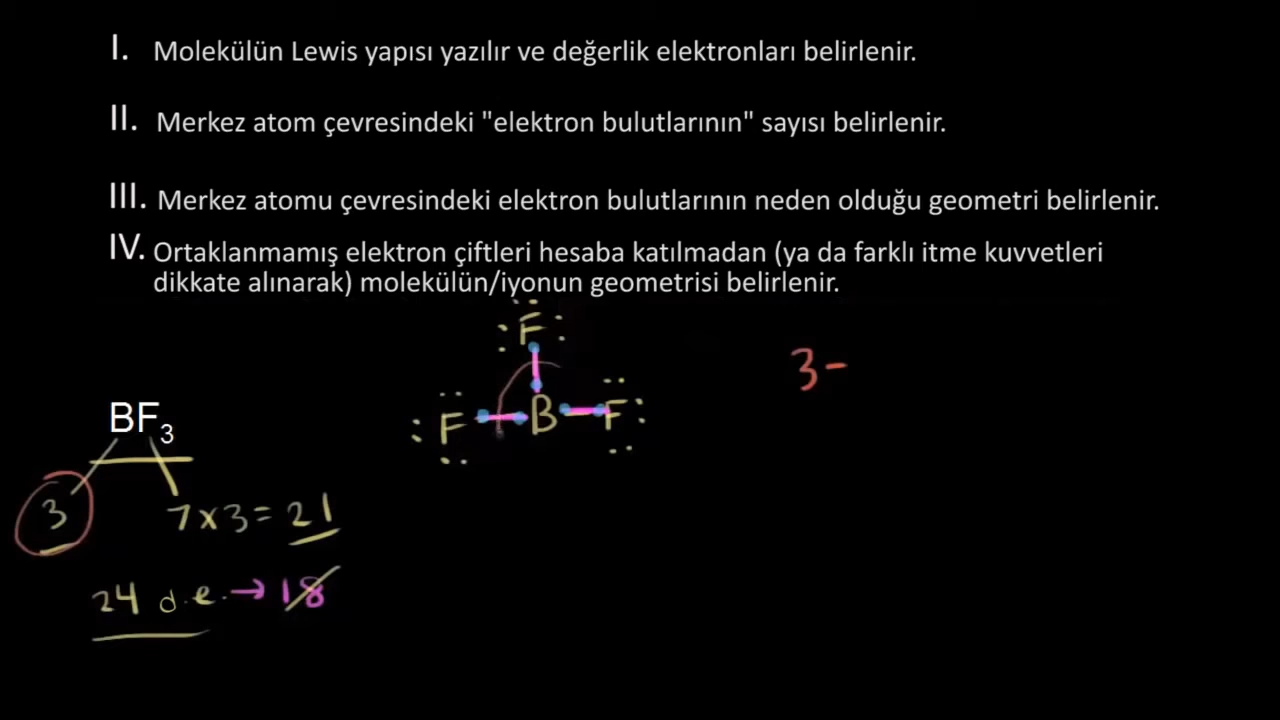 I. Molekülün Lewis yapısı yazılır ve değerlik elektronları belirlenir.
II. Merkez atom çevresindeki "elektron bulutlarının" sayısı belirlenir.
III. Merkez atomu çevresindeki elektron bulutlarının neden olduğu geometri belirlenir.
IV. Ortaklanmamış elektron çiftleri hesaba katılmadan (ya da farklı itme kuvvetleri
dikkate alınarak) molekülün/iyonun geometrisi belirlenir.
F
3-
F B F
BF3
3
7x3=21
24 d.e. → 18